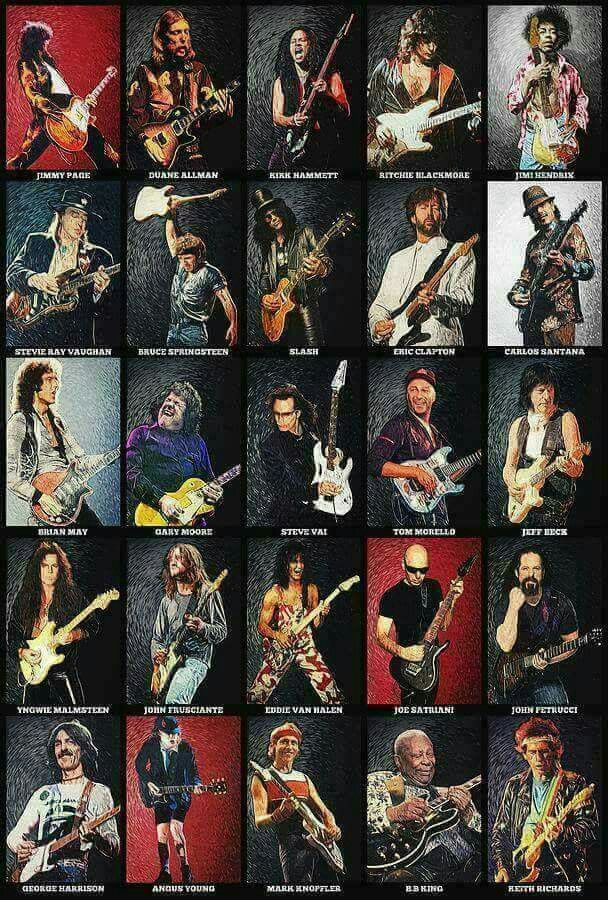 JIMMY PAGE
DUANE ALLMAN
KIRK HAMMETT
RITCHIE BLACKMORE
JIMI HENDRIX
STEVIE RAY VAUGHAN
BRUCE SPRINGSTEEN
SLASH
ERIC CLAPTON
CARLOS SANTANA
BRIAN MAY
GARY MOORE
STEVE VAI
TOM MORELLO
JEFF BECK
YNGWIE MALMSTEEN
JOHN FRUSCIANTE
EDDIE VAN HALEN
JOE SATRIANI
JOHN PETRUCCI
GEORGE HARRISON
ANGUS YOUNG
MARK KNOPFLER
B.B KING
KEITH RICHARDS